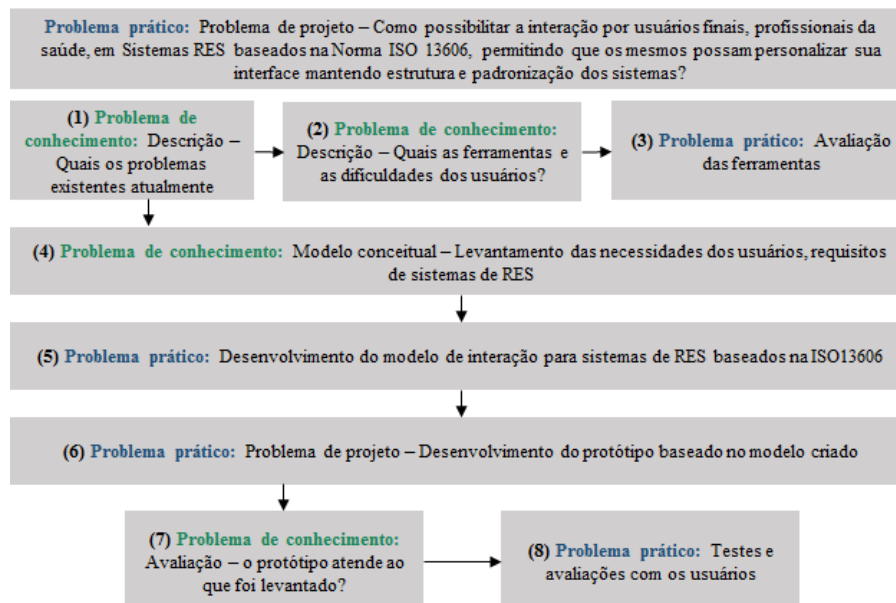 Problema prático: Problema de projeto – Como possibilitar a interação por usuários finais, profissionais da
saúde, em Sistemas RES baseados na Norma ISO 13606, permitindo que os mesmos possam personalizar sua
interface mantendo estrutura e padronização dos sistemas?
(1) Problema de
conhecimento: Descrição –
Quais os problemas
existentes atualmente
(2) Problema de conhecimento:
Descrição – Quais as ferramentas e
as dificuldades dos usuários?
(3) Problema prático: Avaliação
das ferramentas
(4) Problema de conhecimento: Modelo conceitual – Levantamento das necessidades dos usuários, requisitos
de sistemas de RES
(5) Problema prático: Desenvolvimento do modelo de interação para sistemas de RES baseados na ISO13606
(6) Problema prático: Problema de projeto – Desenvolvimento do protótipo baseado no modelo criado
(7) Problema de conhecimento:
Avaliação – o protótipo atende ao
que foi levantado?
(8) Problema prático: Testes e
avaliações com os usuários